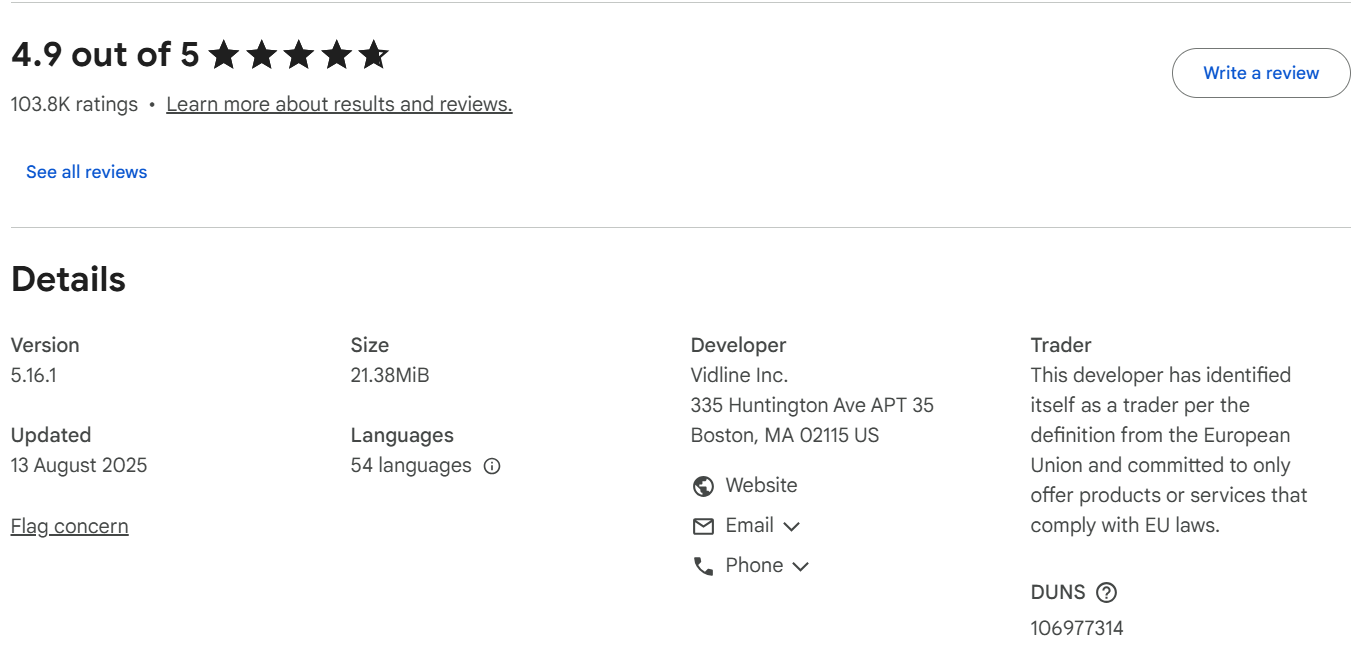 4.9 out of 5
Write a review
103.8K ratings • Learn more about results and reviews.
See all reviews
Details
Version
5.16.1
Updated
13 August 2025
Flag concern
Size
21.38MiB
Languages
54 languages
Developer
Vidline Inc.
335 Huntington Ave APT 35
Boston, MA 02115 US
Website
Email
Phone
Trader
This developer has identified
itself as a trader per the
definition from the European
Union and committed to only
offer products or services that
comply with EU laws.
DUNS
106977314